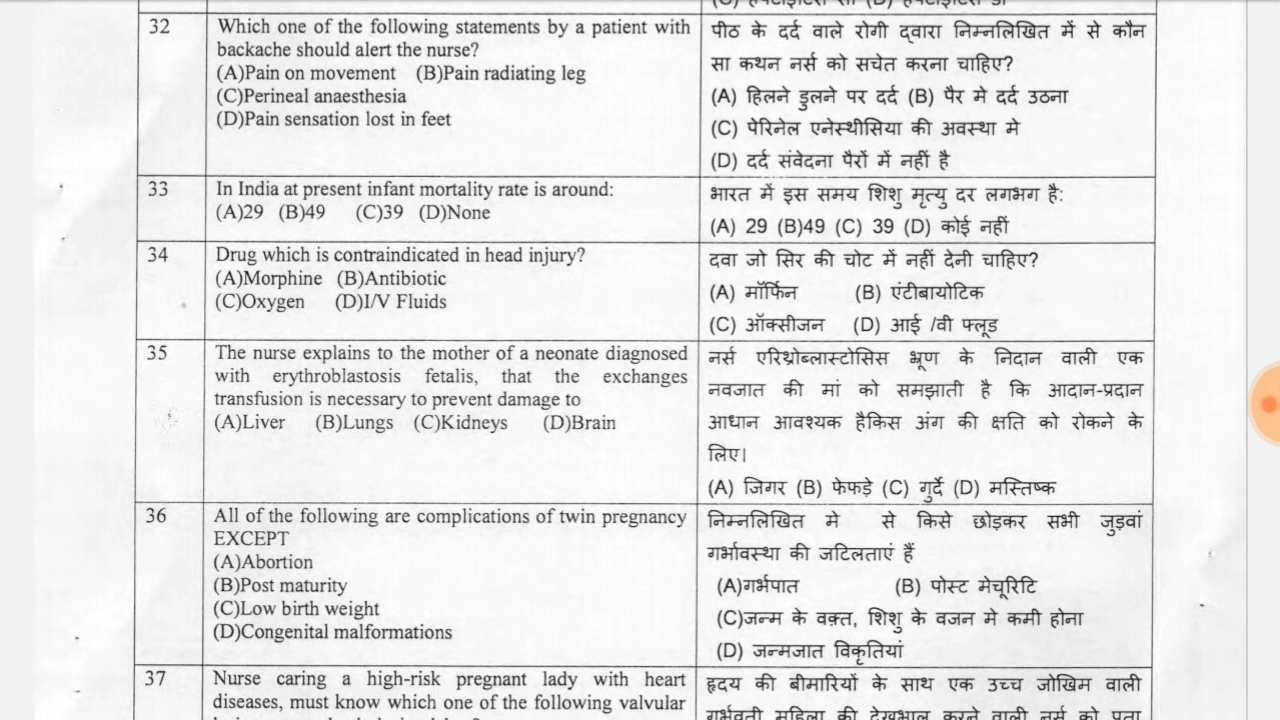 32
Which one of the following statements by a patient with
backache should alert the nurse?
(A)Pain on movement (B)Pain radiating leg
(C)Perineal anaesthesia
(D)Pain sensation lost in feet
पीठ के दर्द वाले रोगी द्वारा निम्नलिखित में से कौन
सा कथन नर्स को सचेत करना चाहिए?
(A) हिलने डुलने पर दर्द (B) पैर मे दर्द उठना
(C) पेरिनेल एनेस्थीसिया की अवस्था मे
(D) दर्द संवेदना पैरों में नहीं है
33
In India at present infant mortality rate is around:
(A)29 (B)49 (C)39 (D)None
भारत में इस समय शिशु मृत्यु दर लगभग है:
(A) 29 (B)49 (C) 39 (D) कोई नहीं
34
Drug which is contraindicated in head injury?
(A)Morphine (B)Antibiotic
(C)Oxygen (D)I/V Fluids
दवा जो सिर की चोट में नहीं देनी चाहिए?
(A) मॉर्फिन (B) एंटीबायोटिक
(C) ऑक्सीजन (D) आई /वी फ्लूड
35
The nurse explains to the mother of a neonate diagnosed
with erythroblastosis fetalis, that the exchanges
transfusion is necessary to prevent damage to
(A)Liver (B)Lungs (C)Kidneys (D)Brain
नर्स एरिथ्रोब्लास्टोसिस भ्रूण के निदान वाली एक
नवजात की मां को समझाती है कि आदान-प्रदान
आधान आवश्यक हैकिस अंग की क्षति को रोकने के
लिए।
(A) जिगर (B) फेफड़े (C) गुर्दे (D) मस्तिष्क
36
All of the following are complications of twin pregnancy
EXCEPT
(A)Abortion
(B)Post maturity
(C)Low birth weight
(D)Congenital malformations
निम्नलिखित मे से किसे छोड़कर सभी जुड़वां
गर्भावस्था की जटिलताएं हैं
(A)गर्भपात (B) पोस्ट मेचूरिटि
(C)जन्म के वक़्त, शिशु के वजन मे कमी होना
(D) जन्मजात विकृतियां
37
Nurse caring a high-risk pregnant lady with heart
diseases, must know which one of the following valvular
हृदय की बीमारियों के साथ एक उच्च जोखिम वाली
गर्भवती महिला की देखभाल करने वाली नर्स को पता